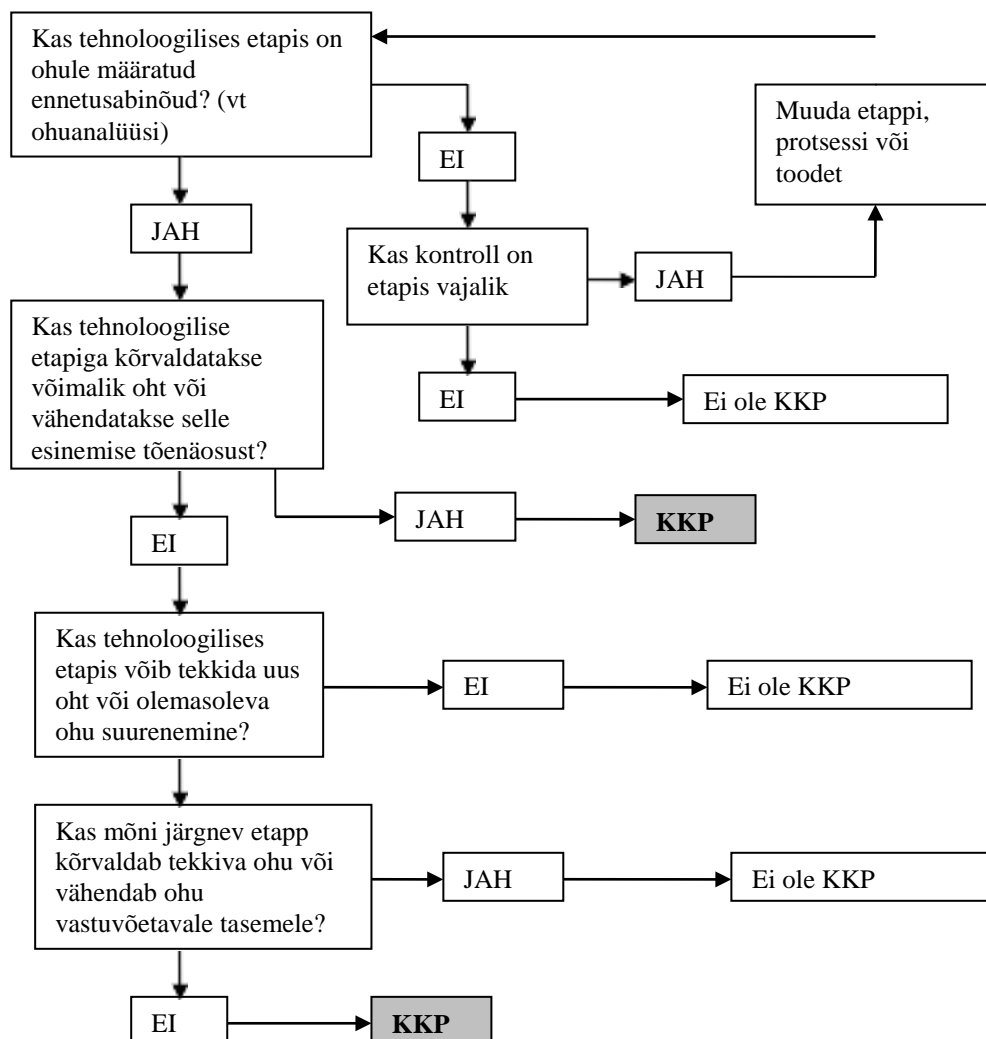 Kas tehnoloogilises etapis on
ohule määratud
ennetusabinõud? (vt
ohuanalüüsi)
Muuda etappi,
protsessi või
toodet
EI
JAH
Kas kontroll on
etapis vajalik
JAH
Kas tehnoloogilise
etapiga kõrvaldatakse
võimalik oht või
vähendatakse selle
esinemise tõenäosust?
EI
Ei ole KKP
JAH
KKP
EI
Kas tehnoloogilises
etapis võib tekkida uus
oht või olemasoleva
ohu suurenemine?
EI
Ei ole KKP
Kas mõni järgnev etapp
kõrvaldab tekkiva ohu või
vähendab ohu
vastuvõetavale tasemele?
JAH
Ei ole KKP
EI
KKP